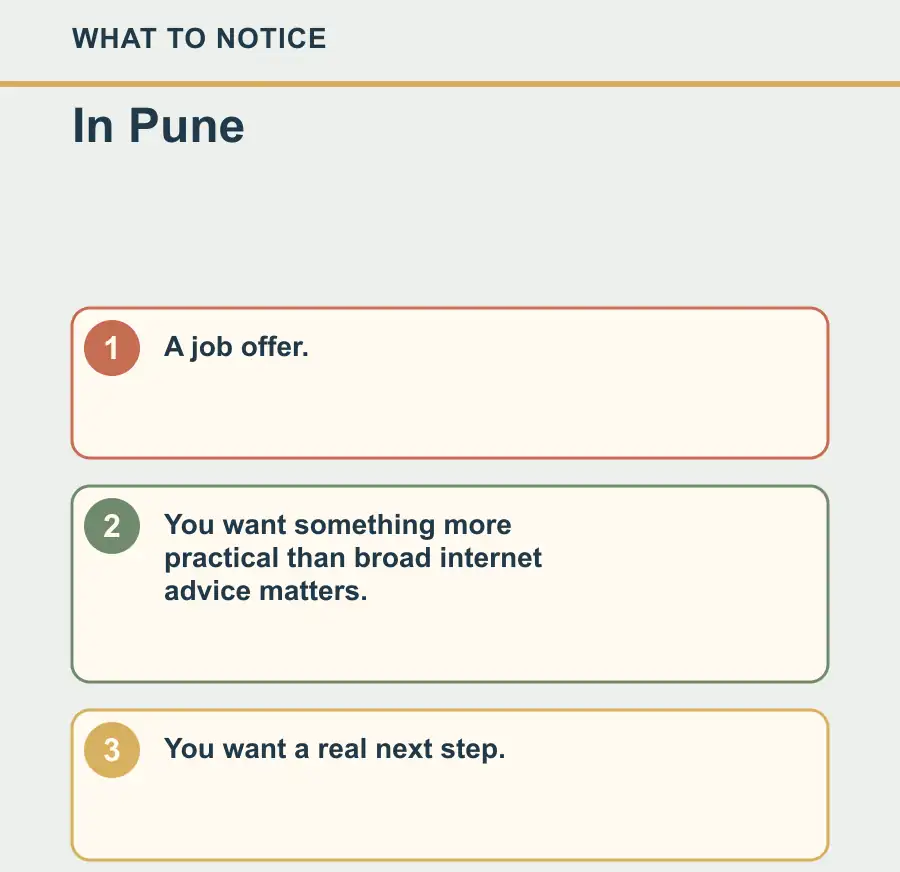 WHAT TO NOTICE
In Pune
1
A job offer.
2
You want something more
practical than broad internet
advice matters.
3
You want a real next step.